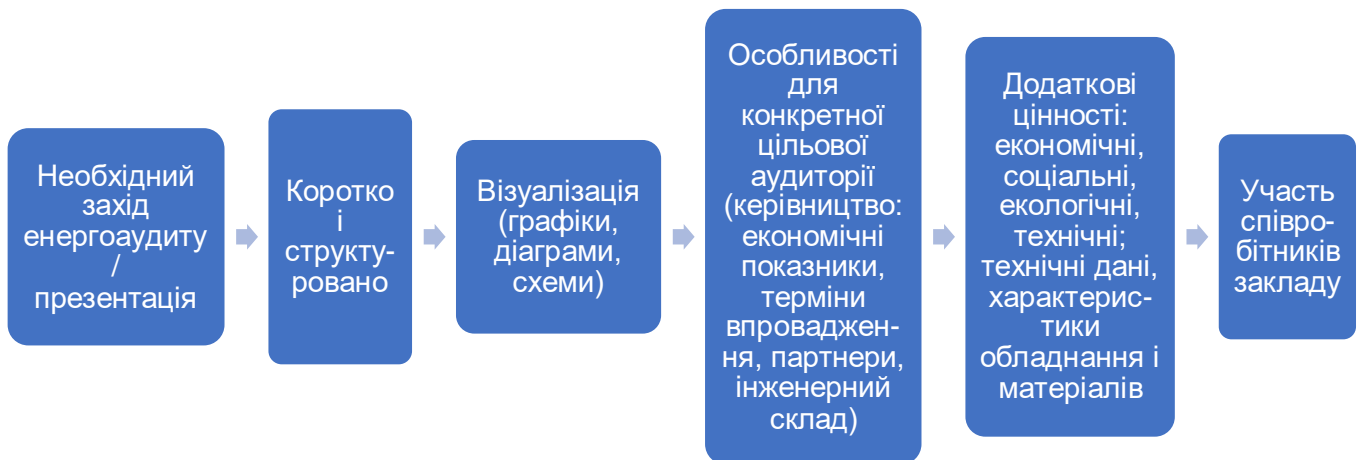 Необхідний
захід
енергоаудиту
/
презентація
Коротко
і
структу-
ровано
Візуалізація
(графіки,
діаграми,
схеми)
Особливості
для
конкретної
цільової
аудиторії
(керівництво:
економічні
показники,
терміни
впроваджен-
ня, партнери,
інженерний
склад)
Додаткові
цінності:
економічні,
соціальні,
екологічні,
технічні;
технічні дані,
характерис-
тики
обладнання і
матеріалів
Участь
співро-
бітників
закладу